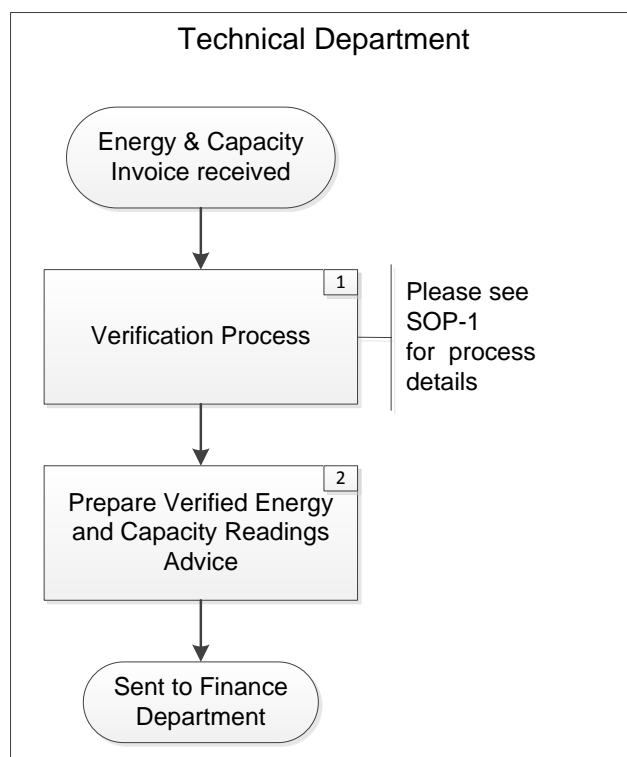 Technical Department
Energy & Capacity
Invoice received
1
Verification Process
Please see
SOP-1
for process
details
2
Prepare Verified Energy
and Capacity Readings
Advice
Sent to Finance
Department